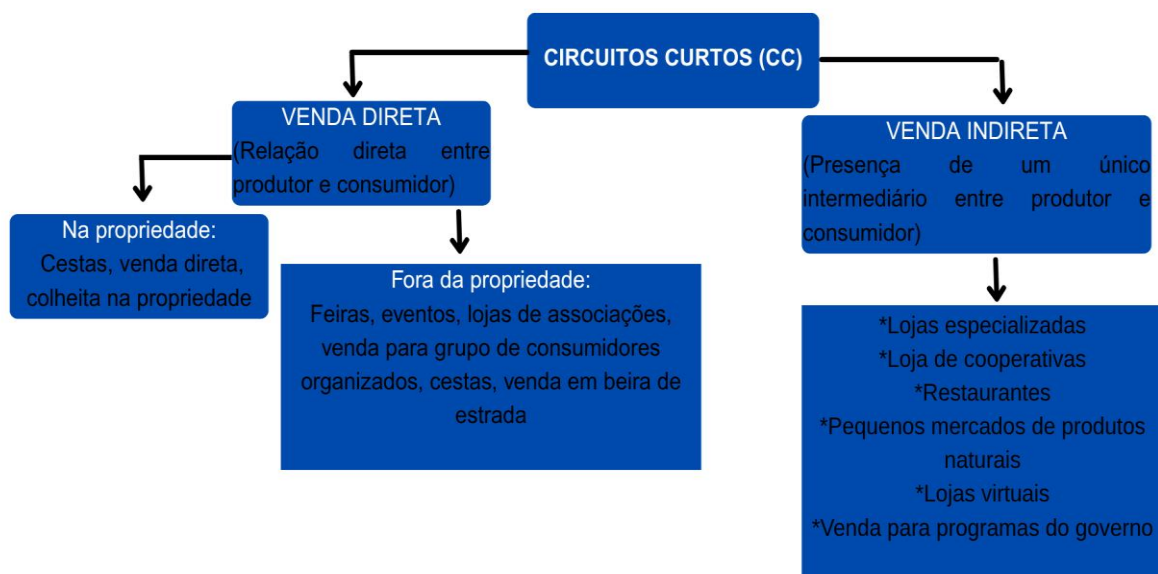 CIRCUITOS CURTOS (CC)
VENDA DIRETA
(Relação direta entre
produtor e consumidor)
Na propriedade:
Cestas, venda direta,
colheita na propriedade
Fora da propriedade:
Feiras, eventos, lojas de associações,
venda para grupo de consumidores
organizados, cestas, venda em beira de
estrada
VENDA INDIRETA
(Presença de um único
intermediário entre produtor e
consumidor)
*Lojas especializadas
*Loja de cooperativas
*Restaurantes
*Pequenos mercados de produtos
naturais
*Lojas virtuais
*Venda para programas do governo